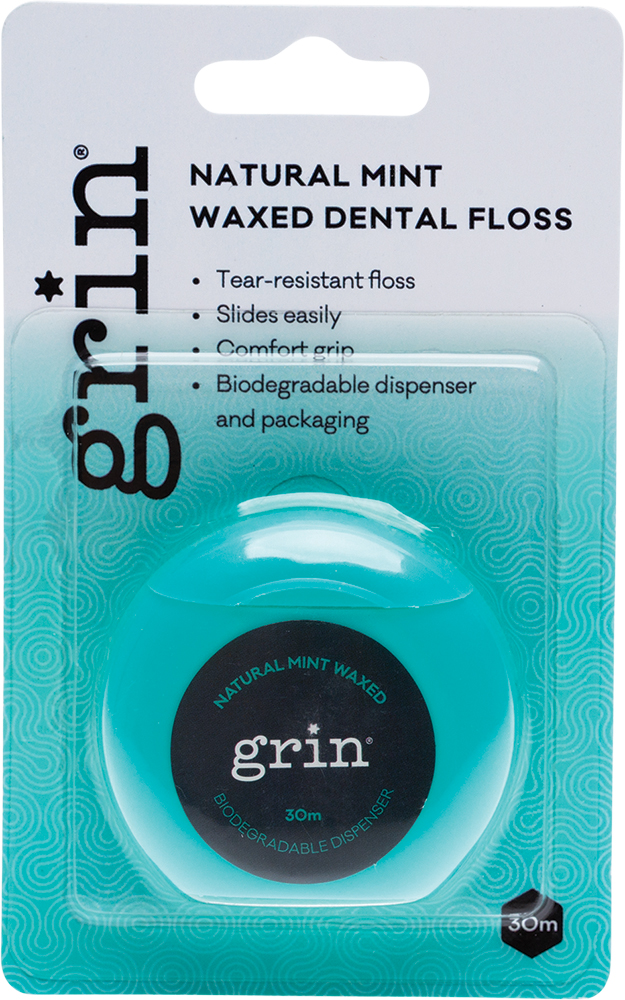 grin®
NATURAL MINT
WAXED DENTAL FLOSS
• Tear-resistant floss
• Slides easily
• Comfort grip
• Biodegradable dispenser
and packaging
NATURAL MINT WAXED
grin®
30m
BIODEGRADABLE DISPENSER
30m